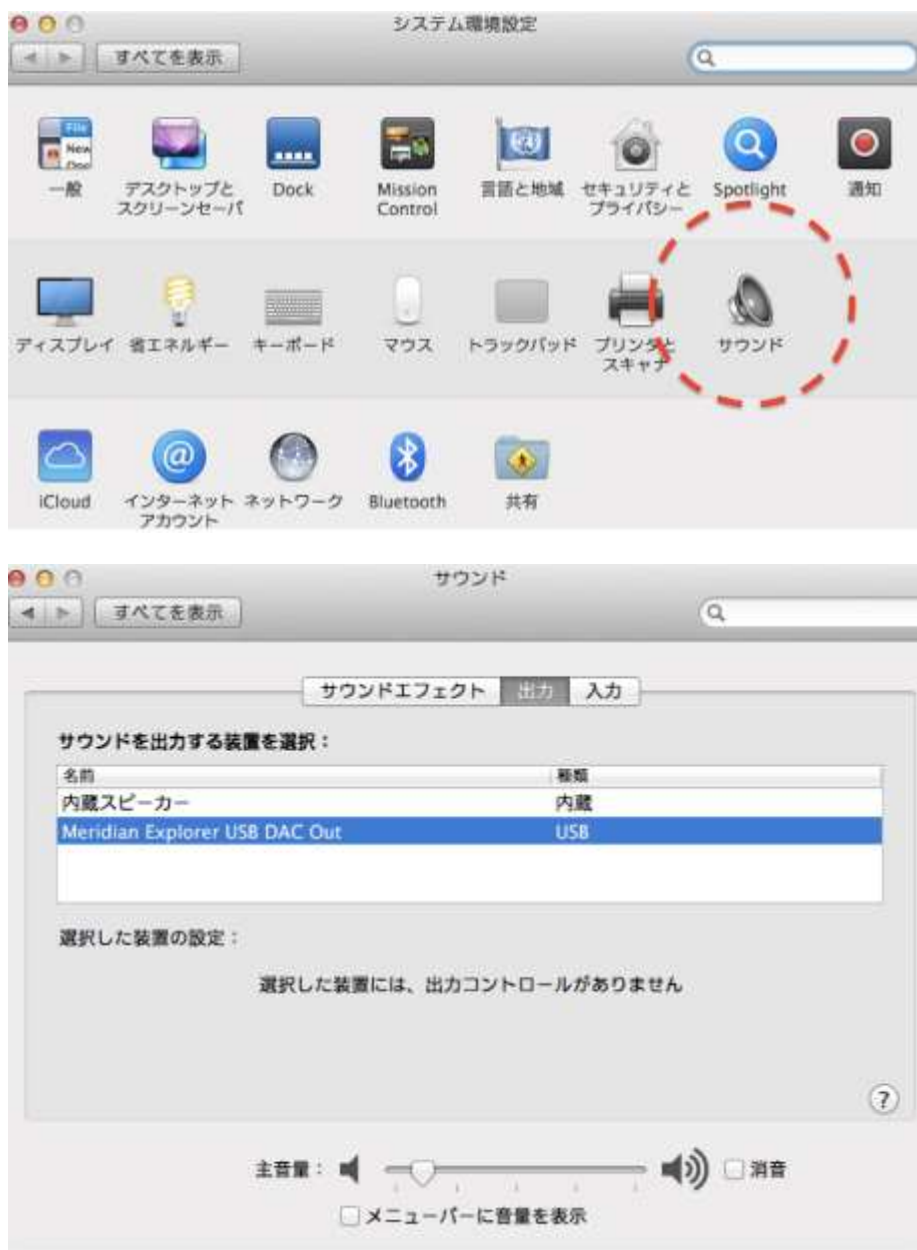 システム環境設定
すべてを表示
File
New
一般
デスクトップと
スクリーンセーバ
Dock
Mission
Control
言語と地域
セキュリティと
プライバシー
Spotlight
通知
ディスプレイ
省エネルギー
キーボード
マウス
トラックパッド
プリンタと
スキャナ
サウンド
iCloud
インターネット
アカウント
ネットワーク
Bluetooth
共有
サウンド
すべてを表示
サウンドエフェクト 出力 入力
サウンドを出力する装置を選択：
名前 種類
内蔵スピーカー 内蔵
Meridian Explorer USB DAC Out USB
選択した装置の設定：
選択した装置には、出力コントロールがありません
?
主音量： 消音
メニューバーに音量を表示